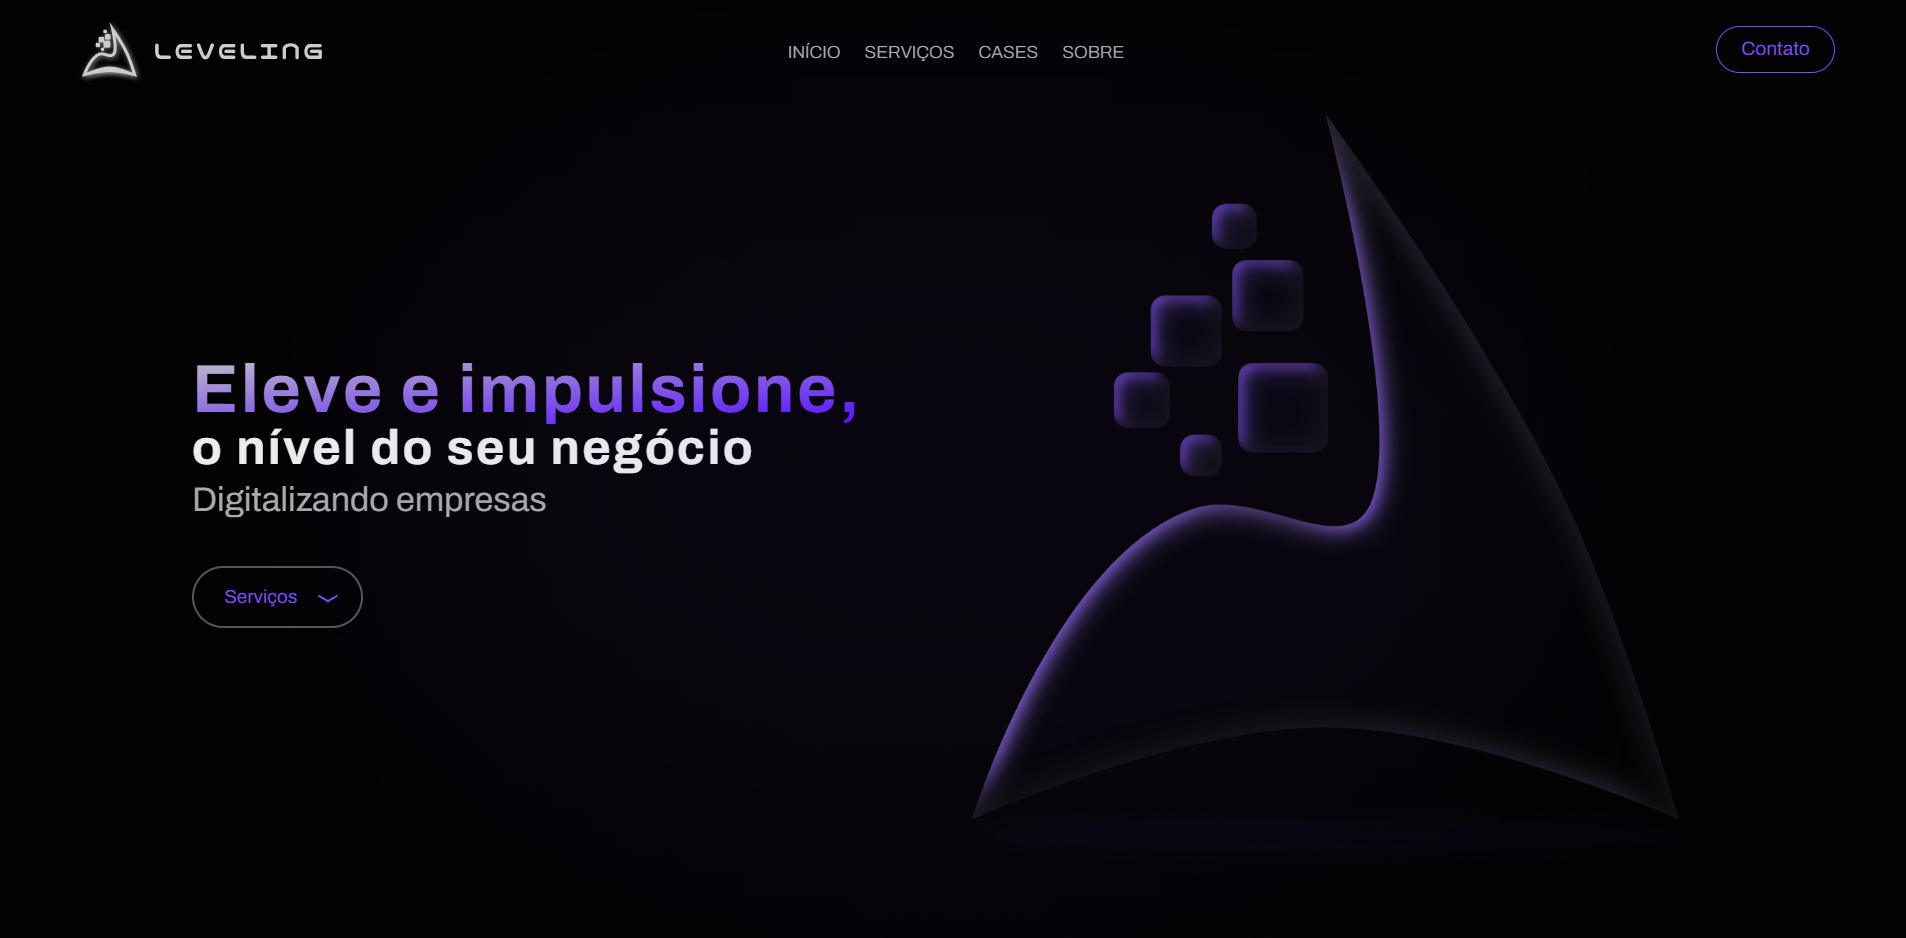 LEVELING
INÍCIO SERVIÇOS CASES SOBRE
Contato
Eleve e impulsione,
o nível do seu negócio
Digitalizando empresas
Serviços